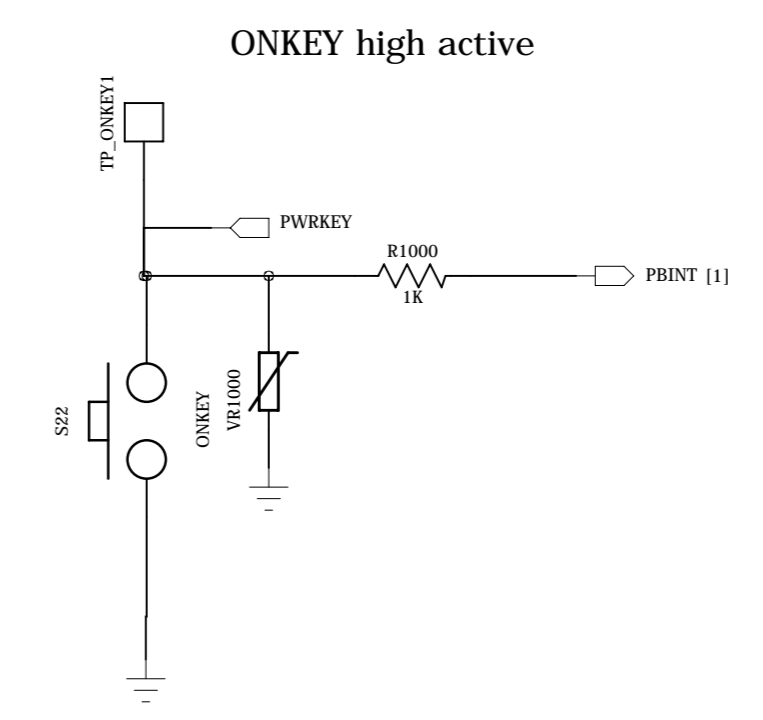 ONKEY high active
TP_ONKEY1
PWRKEY
R1000
1K
PBINT [1]
S22
ONKEY
VR1000